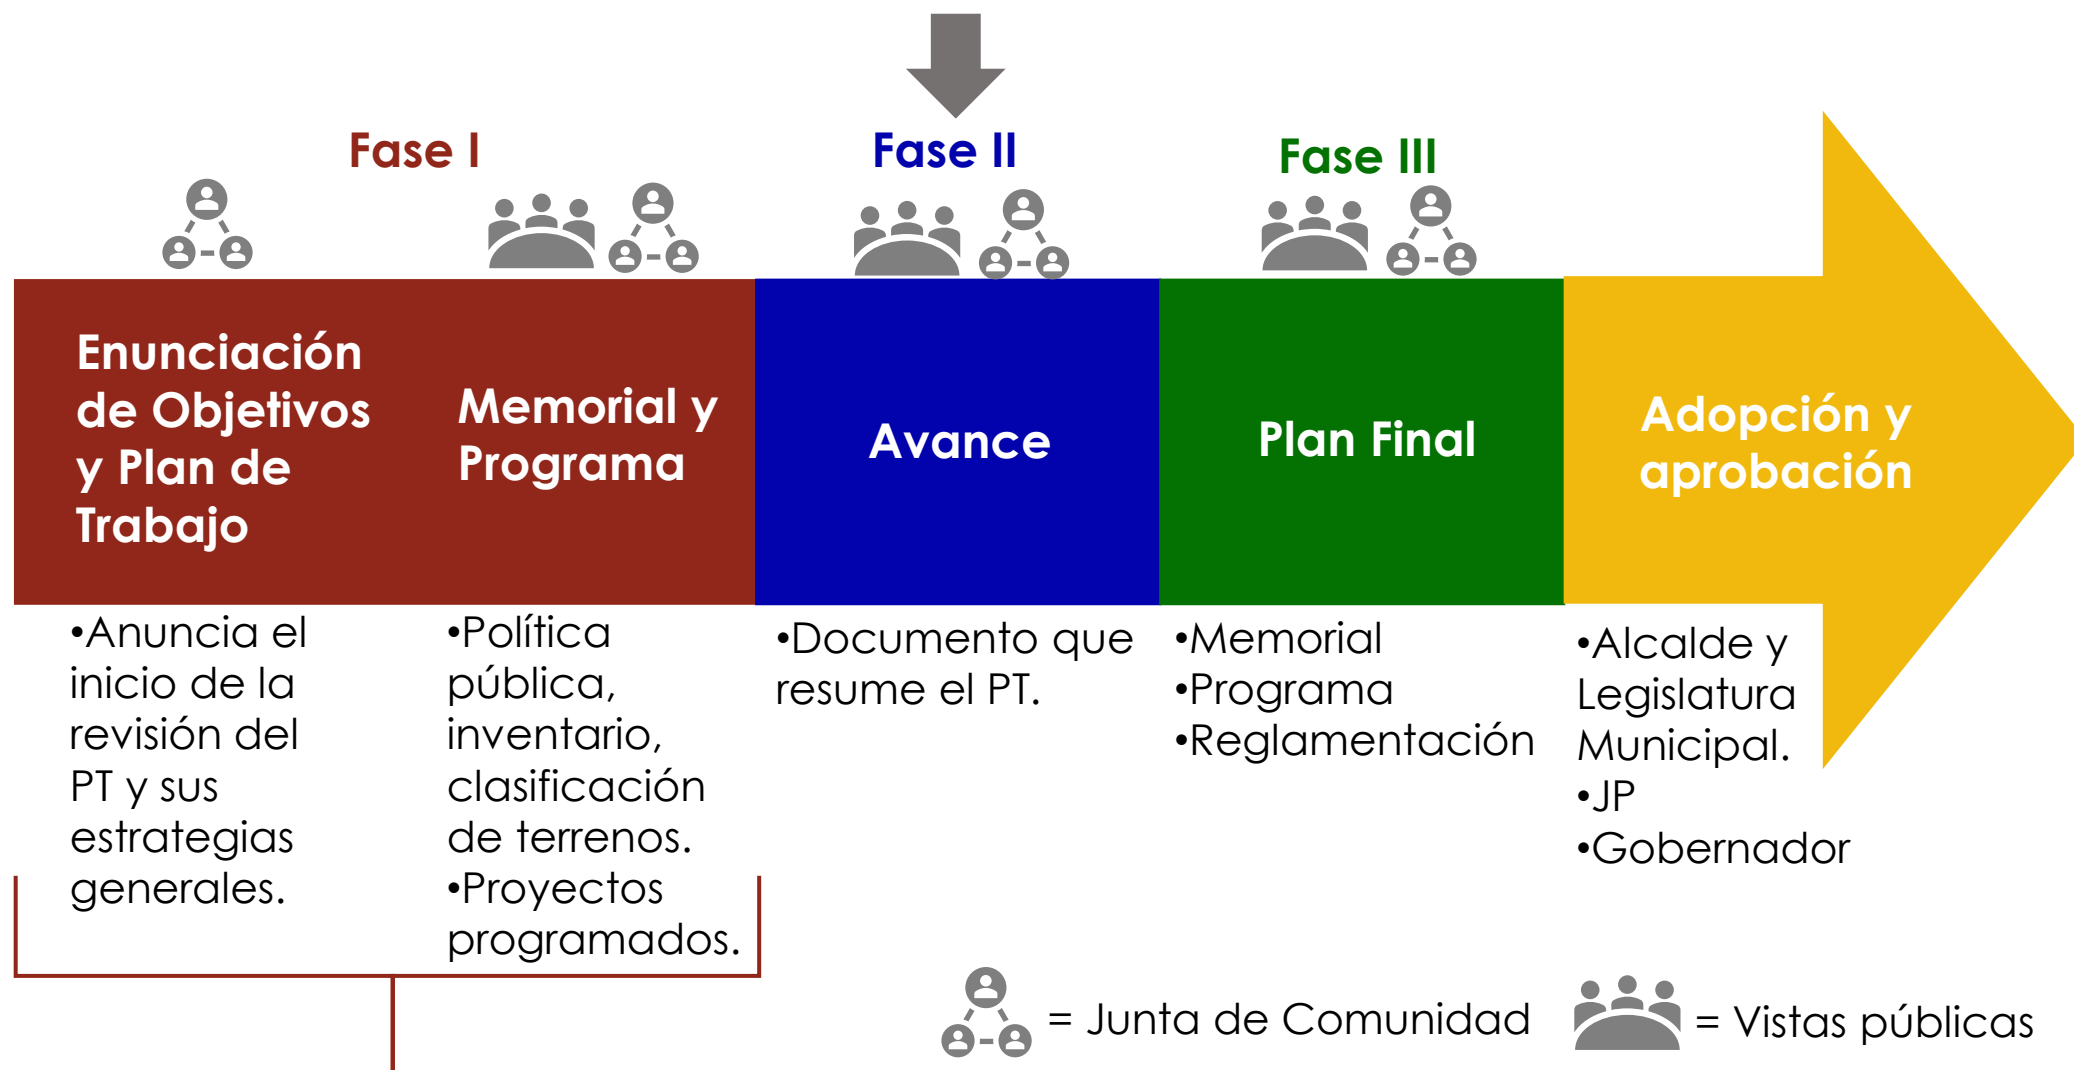 Fase I
Fase II
Fase III
Enunciación
de Objetivos
y Plan de
Trabajo
Memorial y
Programa
Avance
Plan Final
Adopción y
aprobación
•Anuncia el
inicio de la
revisión del
PT y sus
estrategias
generales.
•Política
pública,
inventario,
clasificación
de terrenos.
•Proyectos
programados.
•Documento que
resume el PT.
•Memorial
•Programa
•Reglamentación
•Alcalde y
Legislatura
Municipal.
•JP
•Gobernador
= Junta de Comunidad
= Vistas públicas